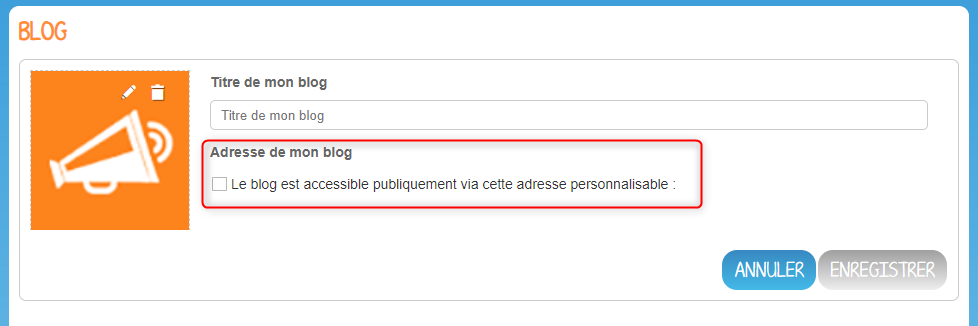 BLOG
Titre de mon blog
Titre de mon blog
Adresse de mon blog
Le blog est accessible publiquement via cette adresse personnalisable :
ANNULER ENREGISTRER